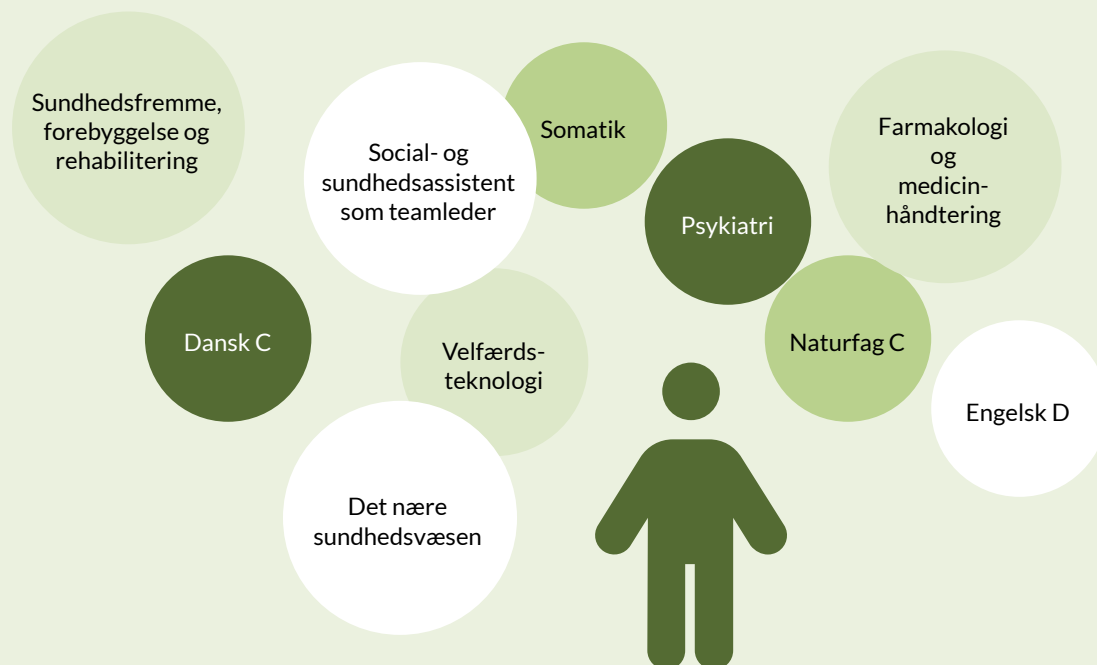 Sundhedsfremme,
forebyggelse og
rehabilitering
Social- og
sundhedsassistent
som teamleder
Somatik
Psykiatri
Farmakologi
og
medicin-
håndtering
Dansk C
Velfærds-
teknologi
Naturfag C
Engelsk D
Det nære
sundhedsvæsen